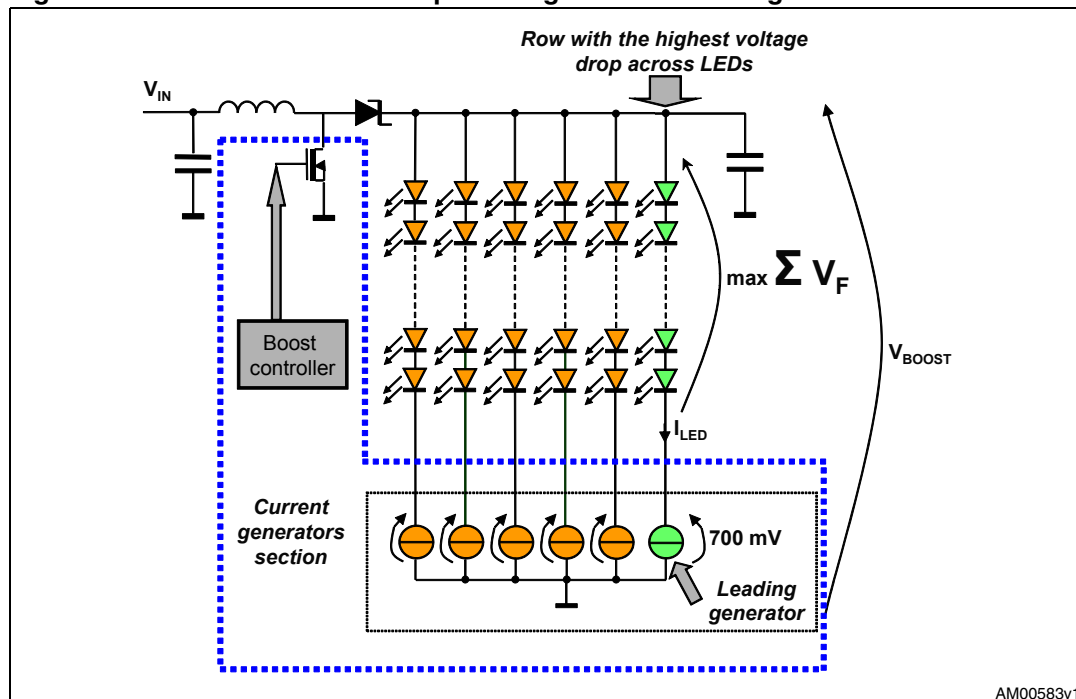 Row with the highest voltage
drop across LEDs
VIN
max Σ VF
Boost
controller
VBOOST
ILED
Current
generators
section
700 mV
Leading
generator
AM00583v1